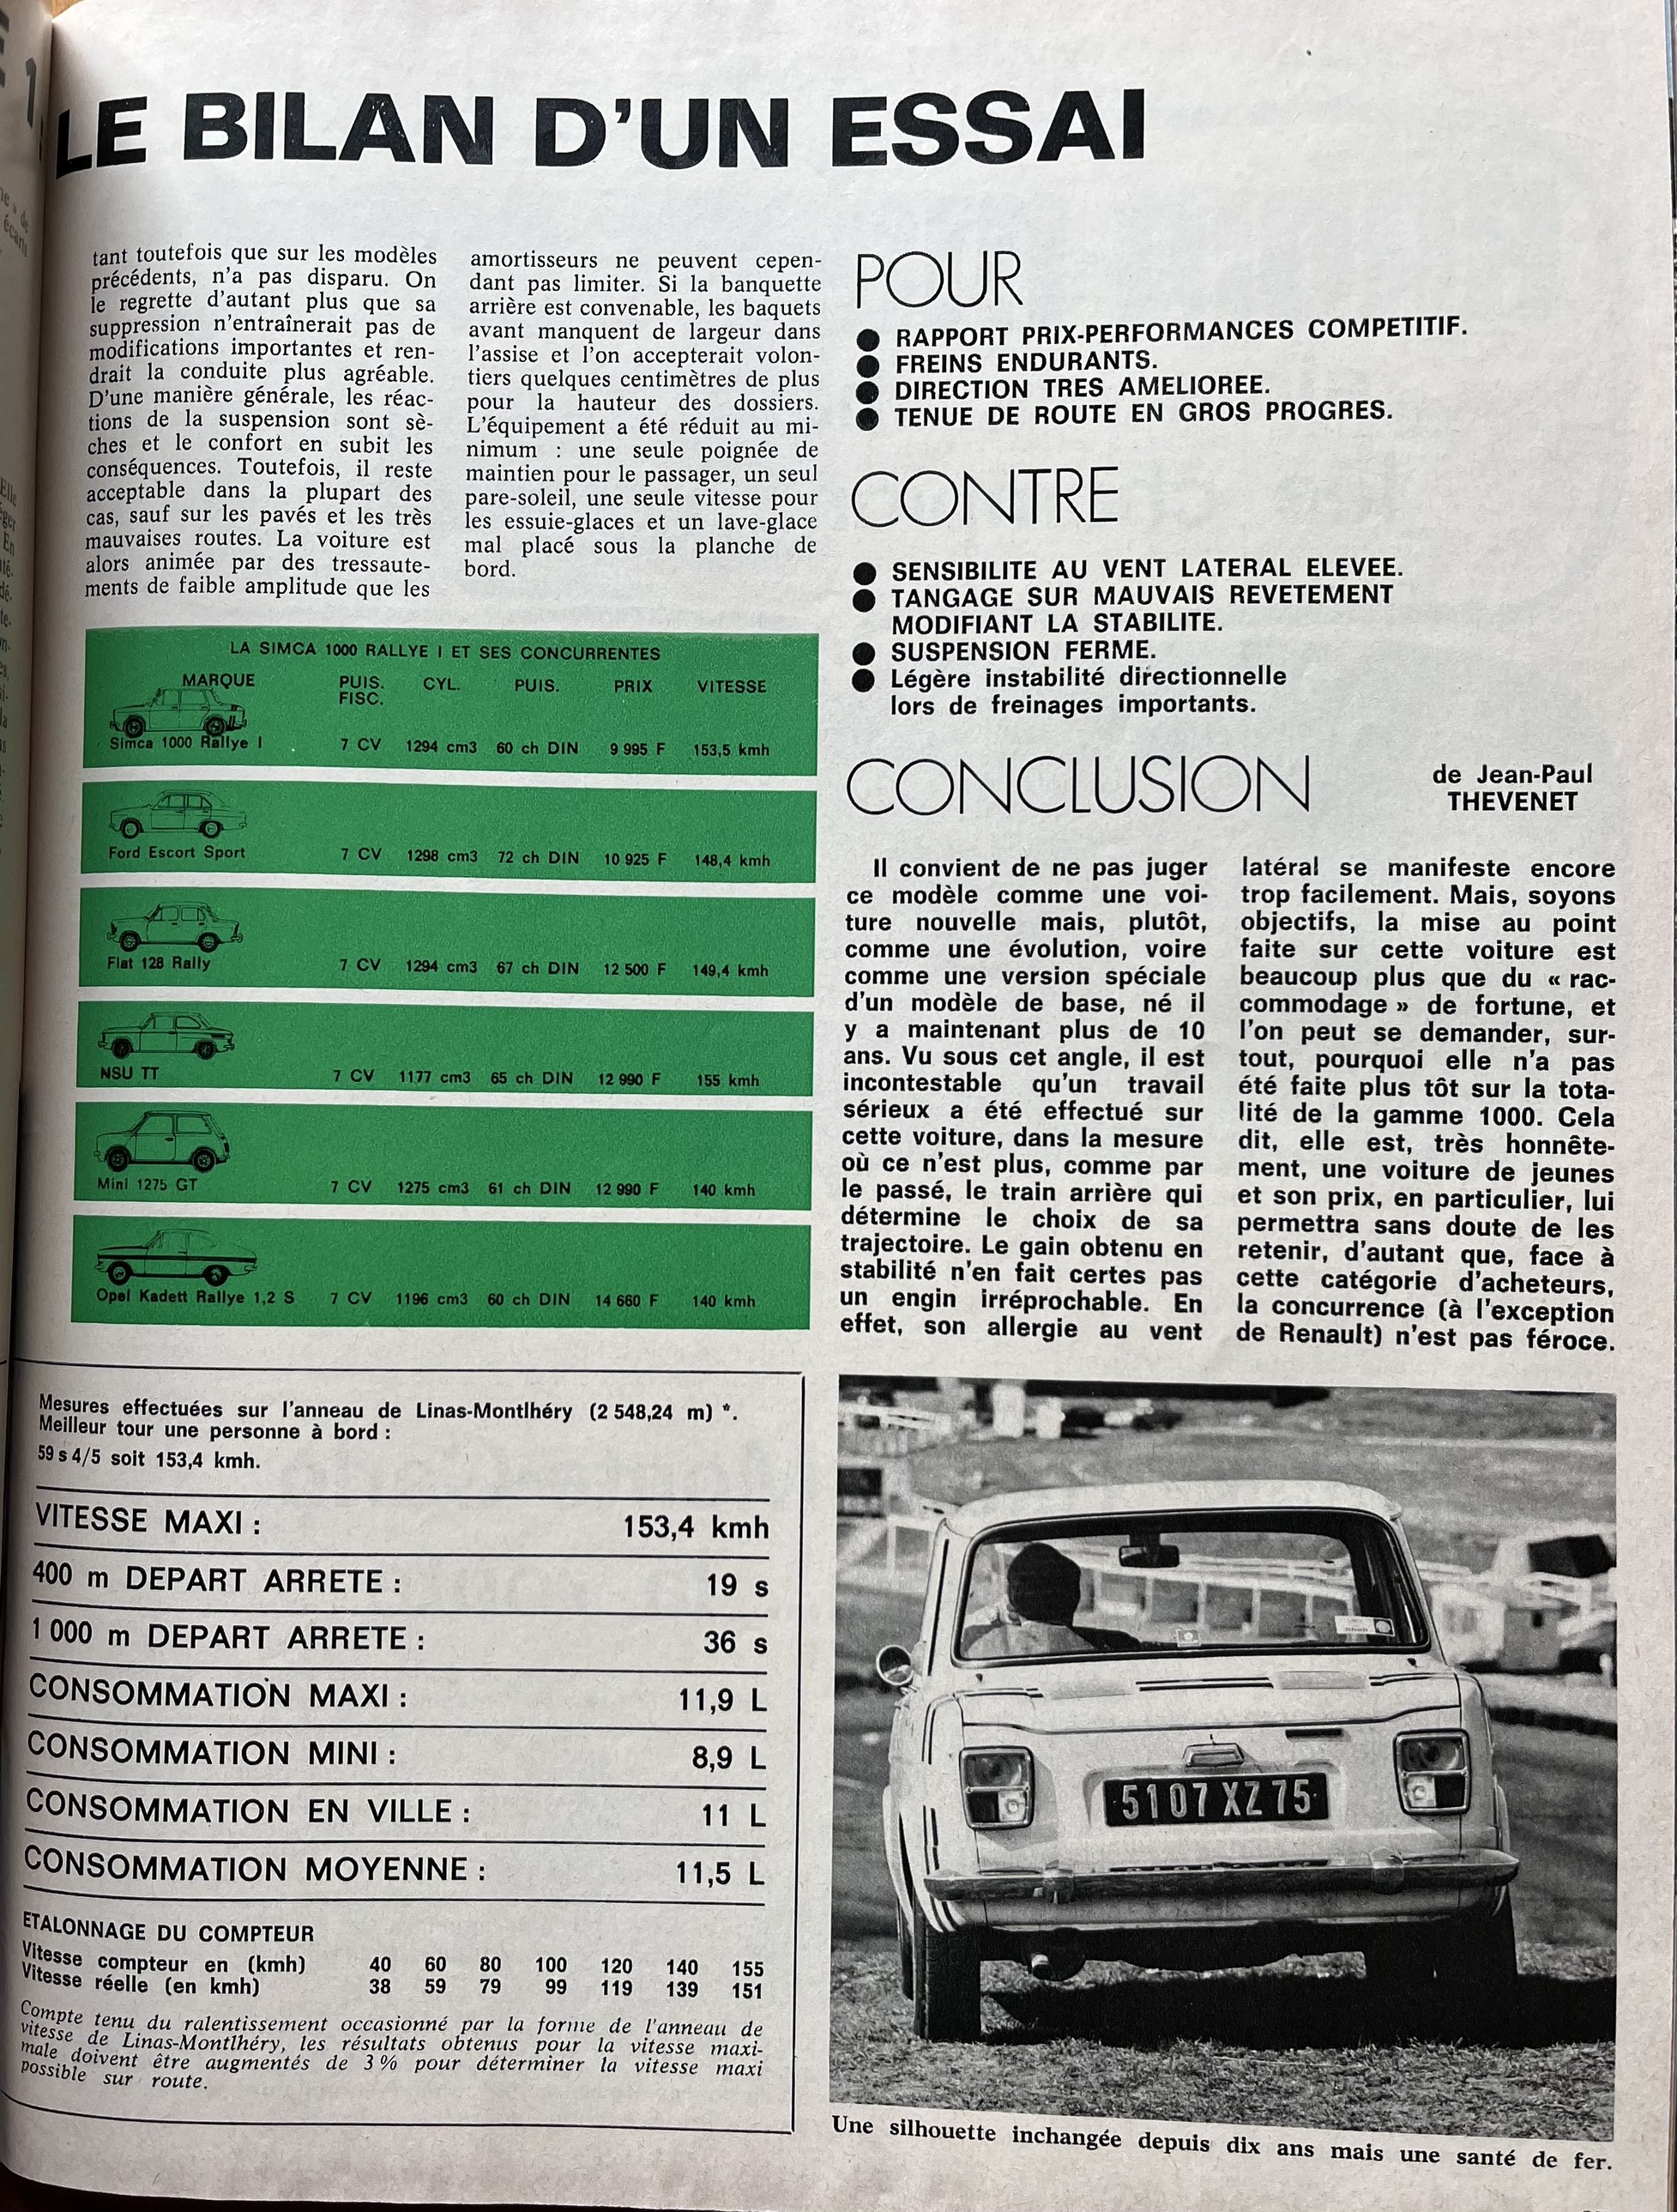 LE BILAN D'UN ESSAI
tant toutefois que sur les modèles
précédents, n'a pas disparu. On
le regrette d'autant plus que sa
suppression n'entraînerait pas de
modifications importantes et ren-
drait la conduite plus agréable.
D'une manière générale, les réac-
tions de la suspension sont sè-
ches et le confort en subit les
conséquences. Toutefois, il reste
acceptable dans la plupart des
cas, sauf sur les pavés et les très
mauvaises routes. La voiture est
alors animée par des tressaute-
ments de faible amplitude que les
amortisseurs ne peuvent cepen-
dant pas limiter. Si la banquette
arrière est convenable, les baquets
avant manquent de largeur dans
l'assise et l'on accepterait volon-
tiers quelques centimètres de plus
pour la hauteur des dossiers.
L'équipement a été réduit au mi-
nimum : une seule poignée de
maintien pour le passager, un seul
pare-soleil, une seule vitesse pour
les essuie-glaces et un lave-glace
mal placé sous la planche de
bord.
LA SIMCA 1000 RALLYE I ET SES CONCURRENTES
MARQUE PUIS. FISC. CYL. PUIS. PRIX VITESSE
Simca 1000 Rallye I 7 CV 1294 cm3 60 ch DIN 9 995 F 153,5 kmh
Ford Escort Sport 7 CV 1298 cm3 72 ch DIN 10 925 F 148,4 kmh
Fiat 128 Rally 7 CV 1294 cm3 67 ch DIN 12 500 F 149,4 kmh
NSU TT 7 CV 1177 cm3 65 ch DIN 12 990 F 155 kmh
Mini 1275 GT 7 CV 1275 cm3 61 ch DIN 12 990 F 140 kmh
Opel Kadett Rallye 1,2 S 7 CV 1196 cm3 60 ch DIN 14 660 F 140 kmh
Mesures effectuées sur l'anneau de Linas-Montlhéry (2 548,24 m) *.
Meilleur tour une personne à bord :
59 s 4/5 soit 153,4 kmh.
VITESSE MAXI : 153,4 kmh
400 m DEPART ARRETE : 19 s
1 000 m DEPART ARRETE : 36 s
CONSOMMATION MAXI : 11,9 L
CONSOMMATION MINI : 8,9 L
CONSOMMATION EN VILLE : 11 L
CONSOMMATION MOYENNE : 11,5 L
ETALONNAGE DU COMPTEUR
Vitesse compteur en (kmh) 40 60 80 100 120 140 155
Vitesse réelle (en kmh) 38 59 79 99 119 139 151
Compte tenu du ralentissement occasionné par la forme de l'anneau de
vitesse de Linas-Montlhéry, les résultats obtenus pour la vitesse maxi-
male doivent être augmentés de 3 % pour déterminer la vitesse maxi
possible sur route.
POUR
● RAPPORT PRIX-PERFORMANCES COMPETITIF.
● FREINS ENDURANTS.
● DIRECTION TRES AMELIOREE.
● TENUE DE ROUTE EN GROS PROGRES.
CONTRE
● SENSIBILITE AU VENT LATERAL ELEVEE.
● TANGAGE SUR MAUVAIS REVETEMENT
MODIFIANT LA STABILITE.
● SUSPENSION FERME.
● Légère instabilité directionnelle
lors de freinages importants.
CONCLUSION
de Jean-Paul
THEVENET
Il convient de ne pas juger
ce modèle comme une voi-
ture nouvelle mais, plutôt,
comme une évolution, voire
comme une version spéciale
d'un modèle de base, né il
y a maintenant plus de 10
ans. Vu sous cet angle, il est
incontestable qu'un travail
sérieux a été effectué sur
cette voiture, dans la mesure
où ce n'est plus, comme par
le passé, le train arrière qui
détermine le choix de sa
trajectoire. Le gain obtenu en
stabilité n'en fait certes pas
un engin irréprochable. En
effet, son allergie au vent
latéral se manifeste encore
trop facilement. Mais, soyons
objectifs, la mise au point
faite sur cette voiture est
beaucoup plus que du « rac-
commodage » de fortune, et
l'on peut se demander, sur-
tout, pourquoi elle n'a pas
été faite plus tôt sur la tota-
lité de la gamme 1000. Cela
dit, elle est, très honnête-
ment, une voiture de jeunes
et son prix, en particulier, lui
permettra sans doute de les
retenir, d'autant que, face à
cette catégorie d'acheteurs,
la concurrence (à l'exception
de Renault) n'est pas féroce.
5107 XZ 75
Une silhouette inchangée depuis dix ans mais une santé de fer.